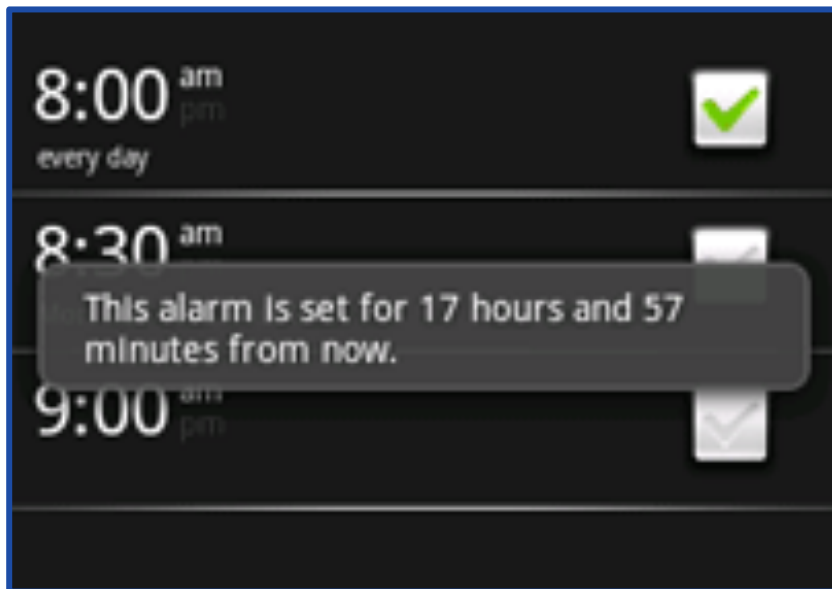 8:00 am
pm
every day
8:30 am
This alarm is set for 17 hours and 57
minutes from now.
9:00 am
pm